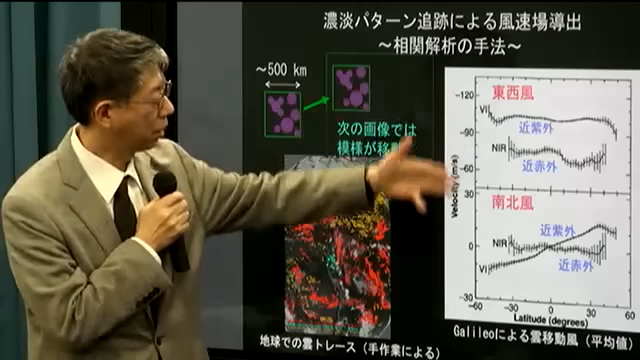 濃淡パターン追跡による風速場導出
~相関解析の手法~
~500 km
次の画像では
模様が移動
地球での雲トレース(手作業による)
-120
-90
-60
-30
0
30
東西風
VI
近紫外
NIR
近赤外
Velocity (m/s)
南北風
近紫外
NIR
近赤外
VI
-60
-30
0
30
60
Latitude (degrees)
Galileoによる雲移動風(平均値)